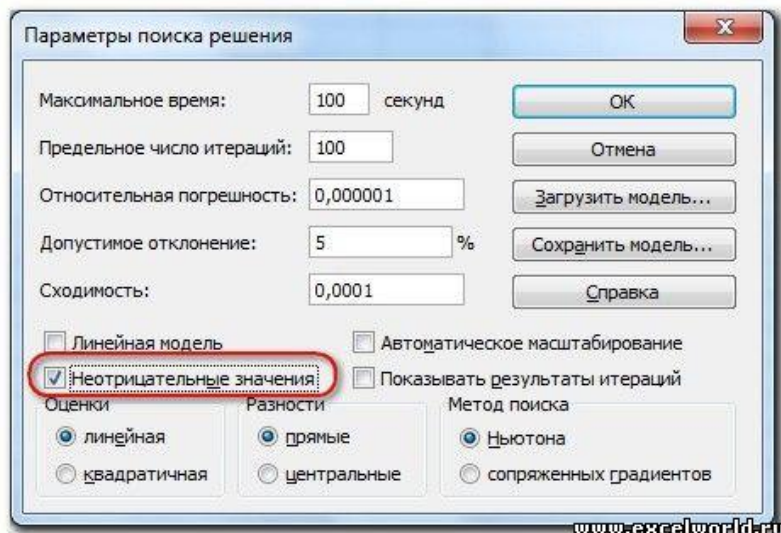 Параметры поиска решения
Максимальное время: 100 секунд OK
Предельное число итераций: 100 Отмена
Относительная погрешность: 0,000001 Загрузить модель...
Допустимое отклонение: 5 % Сохранить модель...
Сходимость: 0,0001 Справка
Линейная модель Автоматическое масштабирование
Неотрицательные значения Показывать результаты итераций
Оценки Разности Метод поиска
линейная прямые Ньютона
квадратичная центральные сопряженных градиентов
www.excelworld.ru